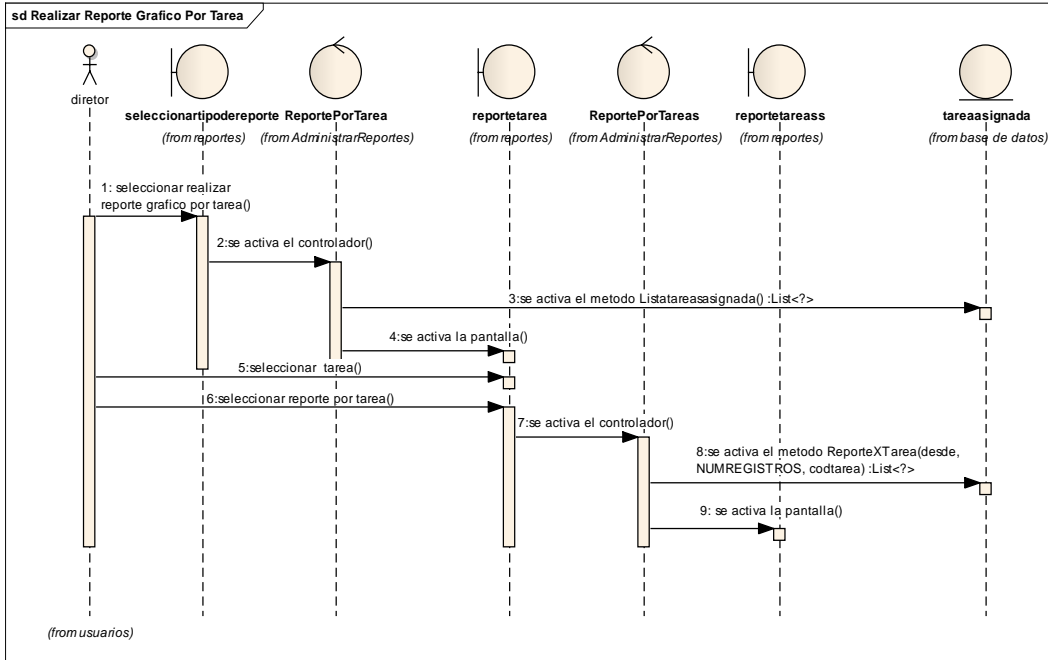 sd Realizar Reporte Grafico Por Tarea
diretor
seleccionartipodereporte
(from reportes)
ReportePorTarea
(from AdministrarReportes)
reportetarea
(from reportes)
ReportePorTareas
(from AdministrarReportes)
reportetareass
(from reportes)
tareaasignada
(from base de datos)
1: seleccionar realizar
reporte grafico por tarea()
2:se activa el controlador()
3:se activa el metodo Listatareasasignada() :List<?>
4:se activa la pantalla()
5:seleccionar tarea()
6:seleccionar reporte por tarea()
7:se activa el controlador()
8:se activa el metodo ReporteXTarea(desde,
NUMREGISTROS, codtarea) :List<?>
9: se activa la pantalla()
(from usuarios)